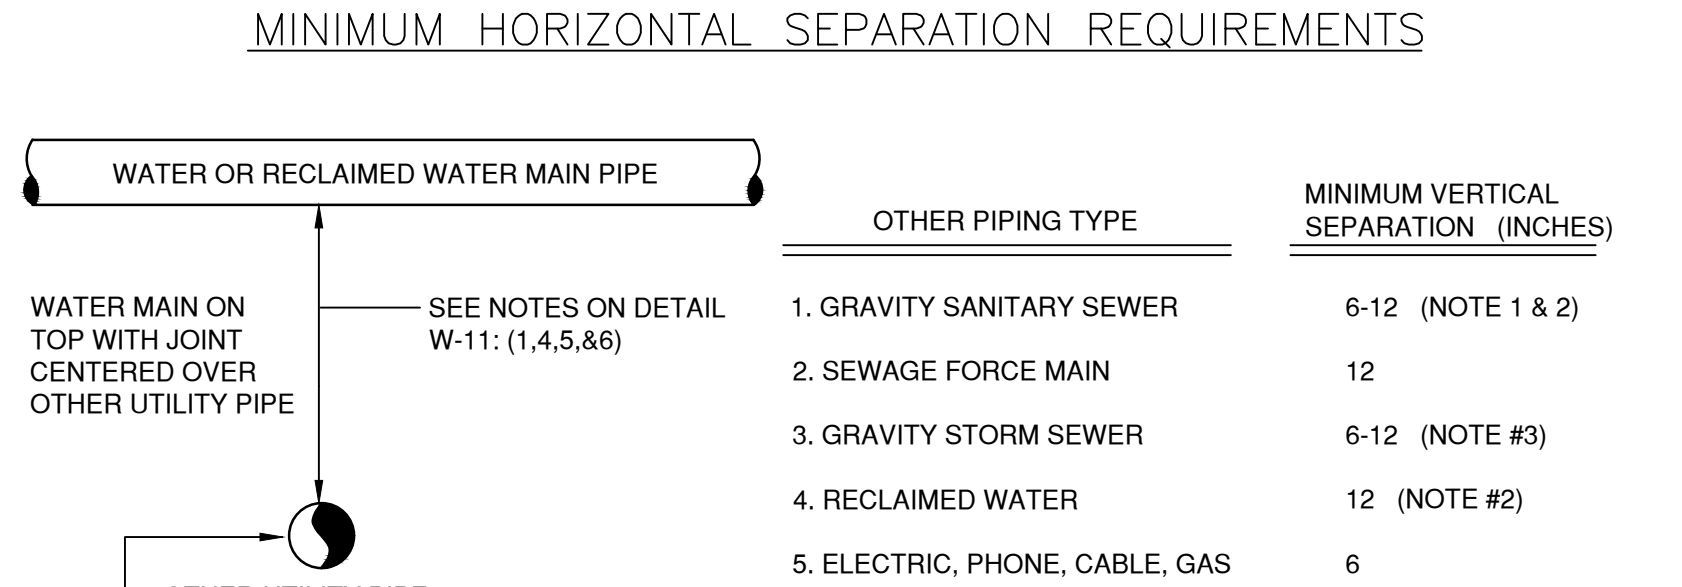 MINIMUM HORIZONTAL SEPARATION REQUIREMENTS
WATER OR RECLAIMED WATER MAIN PIPE
WATER MAIN ON
TOP WITH JOINT
CENTERED OVER
OTHER UTILITY PIPE
SEE NOTES ON DETAIL
W-11: (1,4,5,&6)
OTHER UTILITY PIPE
OTHER PIPING TYPE
MINIMUM VERTICAL
SEPARATION (INCHES)
1. GRAVITY SANITARY SEWER 6-12 (NOTE 1 & 2)
2. SEWAGE FORCE MAIN 12
3. GRAVITY STORM SEWER 6-12 (NOTE #3)
4. RECLAIMED WATER 12 (NOTE #2)
5. ELECTRIC, PHONE, CABLE, GAS 6